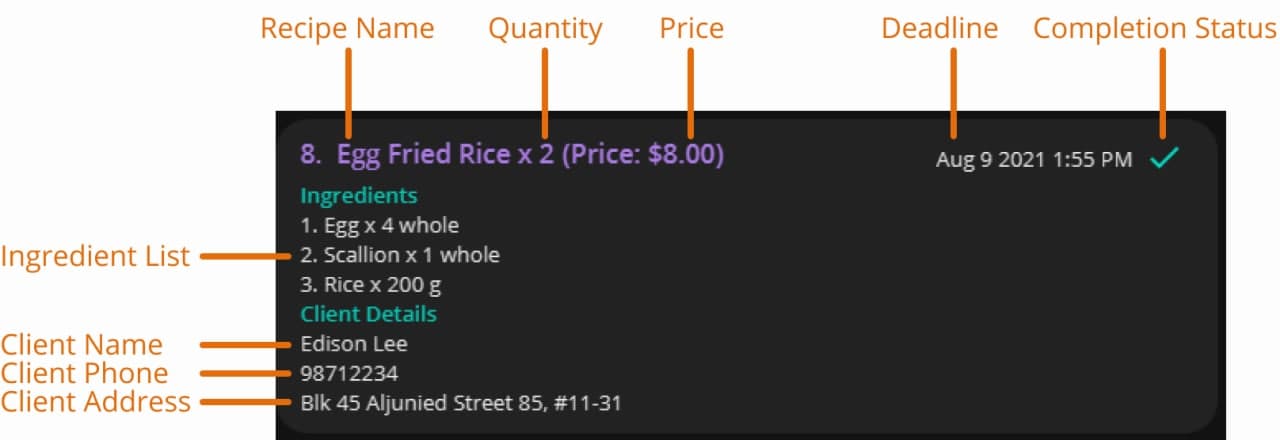 Recipe Name Quantity Price Deadline Completion Status
8. Egg Fried Rice x 2 (Price: $8.00) Aug 9 2021 1:55 PM
Ingredients
1. Egg x 4 whole
Ingredient List 2. Scallion x 1 whole
3. Rice x 200 g
Client Details
Client Name Edison Lee
Client Phone 98712234
Client Address Blk 45 Aljunied Street 85, #11-31